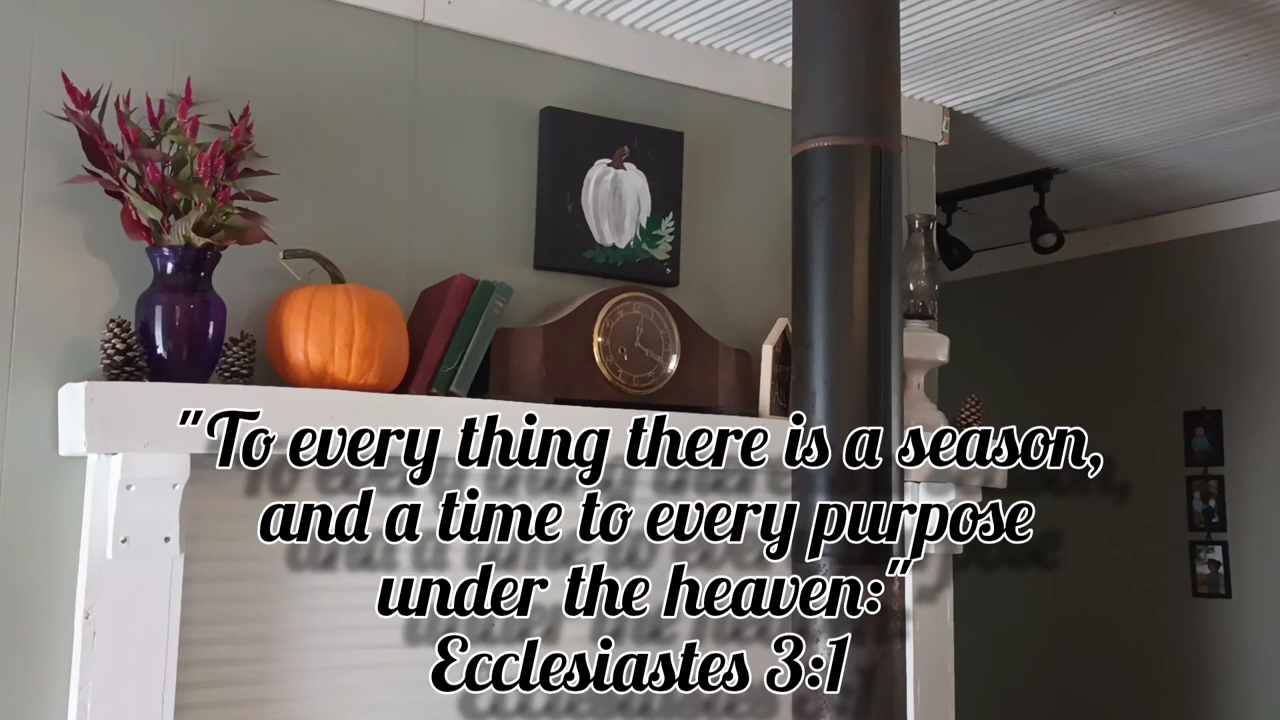 "To every thing there is a season,
and a time to every purpose
under the heaven:"
Ecclesiastes 3:1